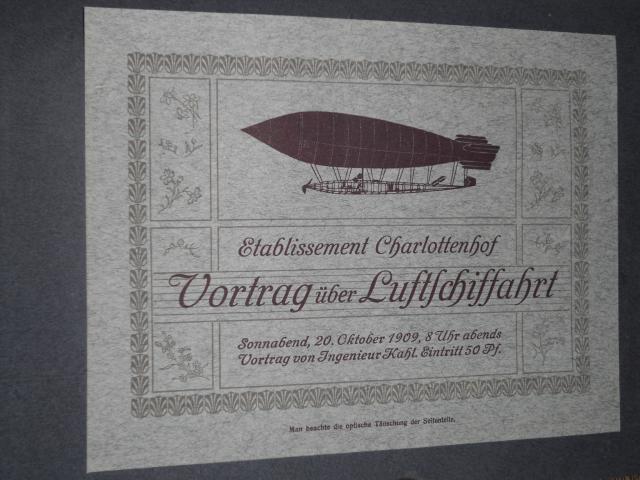 Etablissement Charlottenhof
Vortrag über Luftschiffahrt
Sonnabend, 20. Oktober 1909, 8 Uhr abends
Vortrag von Ingenieur Kahl. Eintritt 50 Pf.
Man beachte die optische Täuschung der Seitenteile.